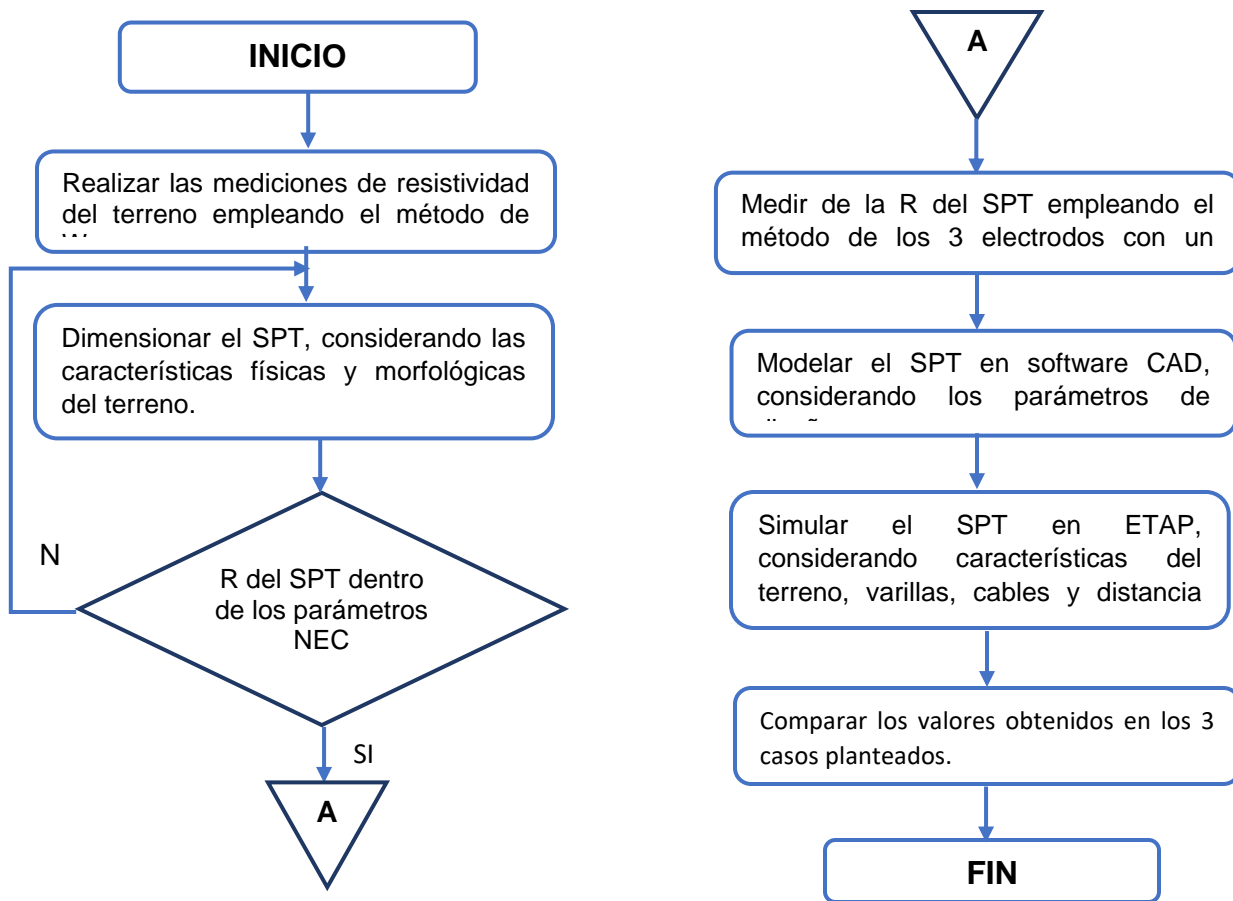 INICIO
Realizar las mediciones de resistividad
del terreno empleando el método de
Dimensionar el SPT, considerando las
características físicas y morfológicas
del terreno.
N
R del SPT dentro
de los parámetros
NEC
SI
A
A
Medir de la R del SPT empleando el
método de los 3 electrodos con un
Modelar el SPT en software CAD,
considerando los parámetros de
Simular el SPT en ETAP,
considerando características del
terreno, varillas, cables y distancia
Comparar los valores obtenidos en los 3
casos planteados.
FIN